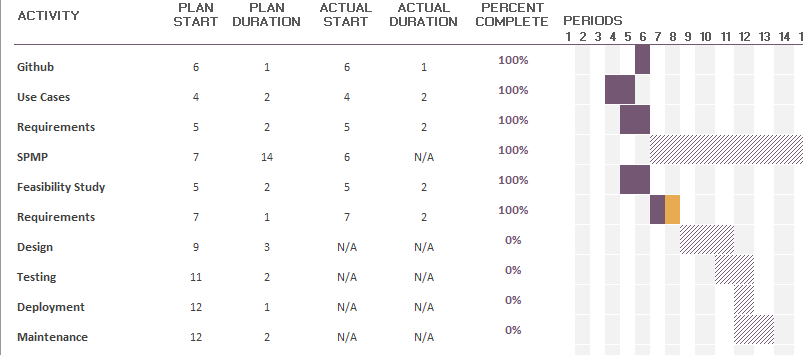 ACTIVITY PLAN START PLAN DURATION ACTUAL START ACTUAL DURATION PERCENT COMPLETE PERIODS
1 2 3 4 5 6 7 8 9 10 11 12 13 14 1
Github 6 1 6 1 100%
Use Cases 4 2 4 2 100%
Requirements 5 2 5 2 100%
SPMP 7 14 6 N/A 100%
Feasibility Study 5 2 5 2 100%
Requirements 7 1 7 2 100%
Design 9 3 N/A N/A 0%
Testing 11 2 N/A N/A 0%
Deployment 12 1 N/A N/A 0%
Maintenance 12 2 N/A N/A 0%